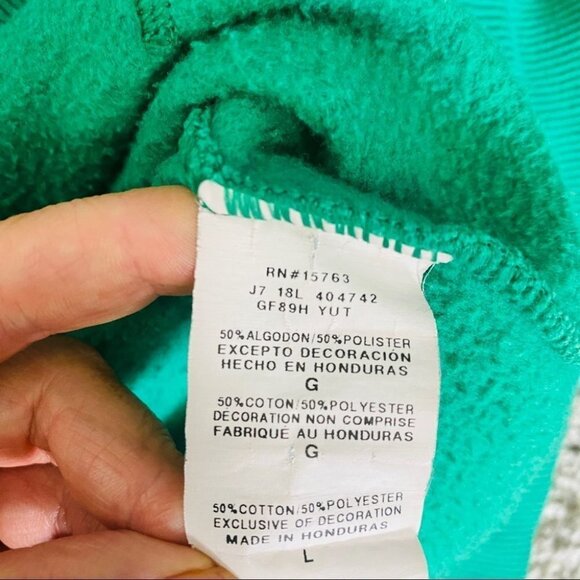 RN#15763
J7 18L 404742
GF89H YUT
50%ALGODON/50%POLISTER
EXCEPTO DECORACIÓN
HECHO EN HONDURAS
G
50%COTON/50%POLYESTER
DECORATION NON COMPRISE
FABRIQUE AU HONDURAS
G
50%COTTON/50%POLYESTER
EXCLUSIVE OF DECORATION
MADE IN HONDURAS
L